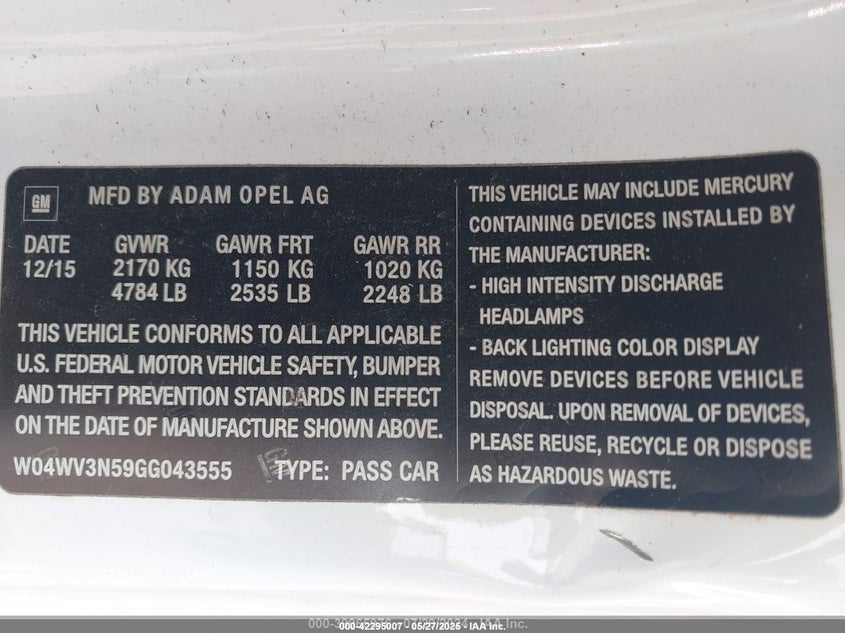 GM
MFD BY ADAM OPEL AG
DATE GVWR GAWR FRT GAWR RR
12/15 2170 KG 1150 KG 1020 KG
4784 LB 2535 LB 2248 LB
THIS VEHICLE CONFORMS TO ALL APPLICABLE
U.S. FEDERAL MOTOR VEHICLE SAFETY, BUMPER
AND THEFT PREVENTION STANDARDS IN EFFECT
ON THE DATE OF MANUFACTURE SHOWN ABOVE.
W04WV3N59GG043555 TYPE: PASS CAR
THIS VEHICLE MAY INCLUDE MERCURY
CONTAINING DEVICES INSTALLED BY
THE MANUFACTURER:
- HIGH INTENSITY DISCHARGE
HEADLAMPS
- BACK LIGHTING COLOR DISPLAY
REMOVE DEVICES BEFORE VEHICLE
DISPOSAL. UPON REMOVAL OF DEVICES,
PLEASE REUSE, RECYCLE OR DISPOSE
AS HAZARDOUS WASTE.
000-42295007 05/27/2025 IAA Inc.